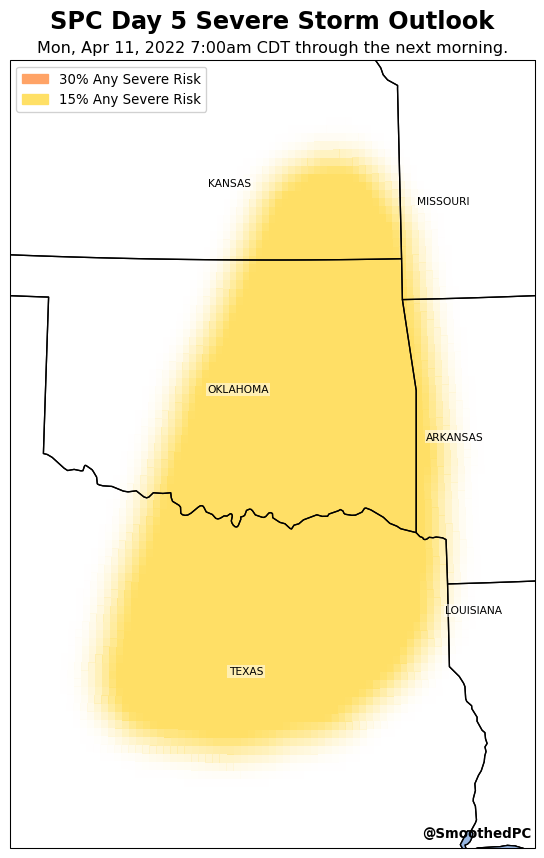 SPC Day 5 Severe Storm Outlook
Mon, Apr 11, 2022 7:00am CDT through the next morning.
30% Any Severe Risk
15% Any Severe Risk
KANSAS
MISSOURI
OKLAHOMA
ARKANSAS
LOUISIANA
TEXAS
@SmoothedPC